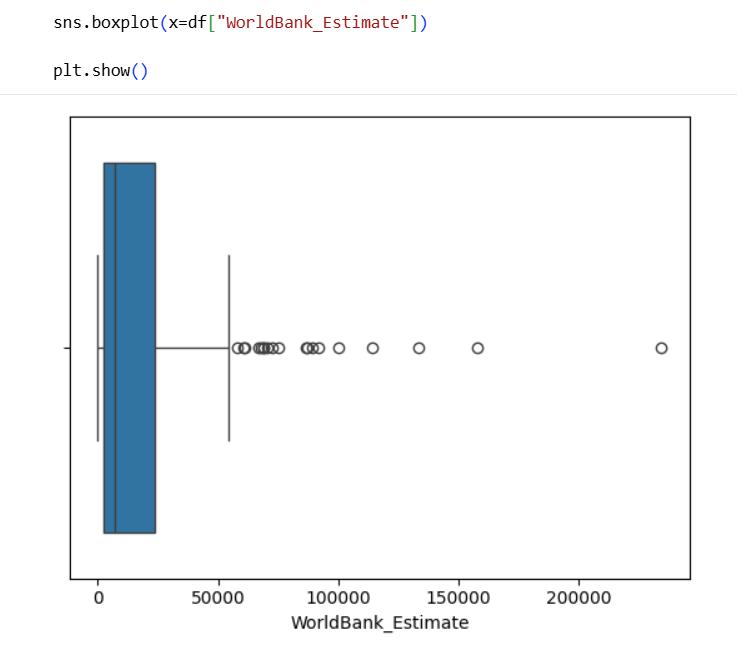 sns.boxplot(x=df["WorldBank_Estimate"])
plt.show()
0 50000 100000 150000 200000
WorldBank_Estimate